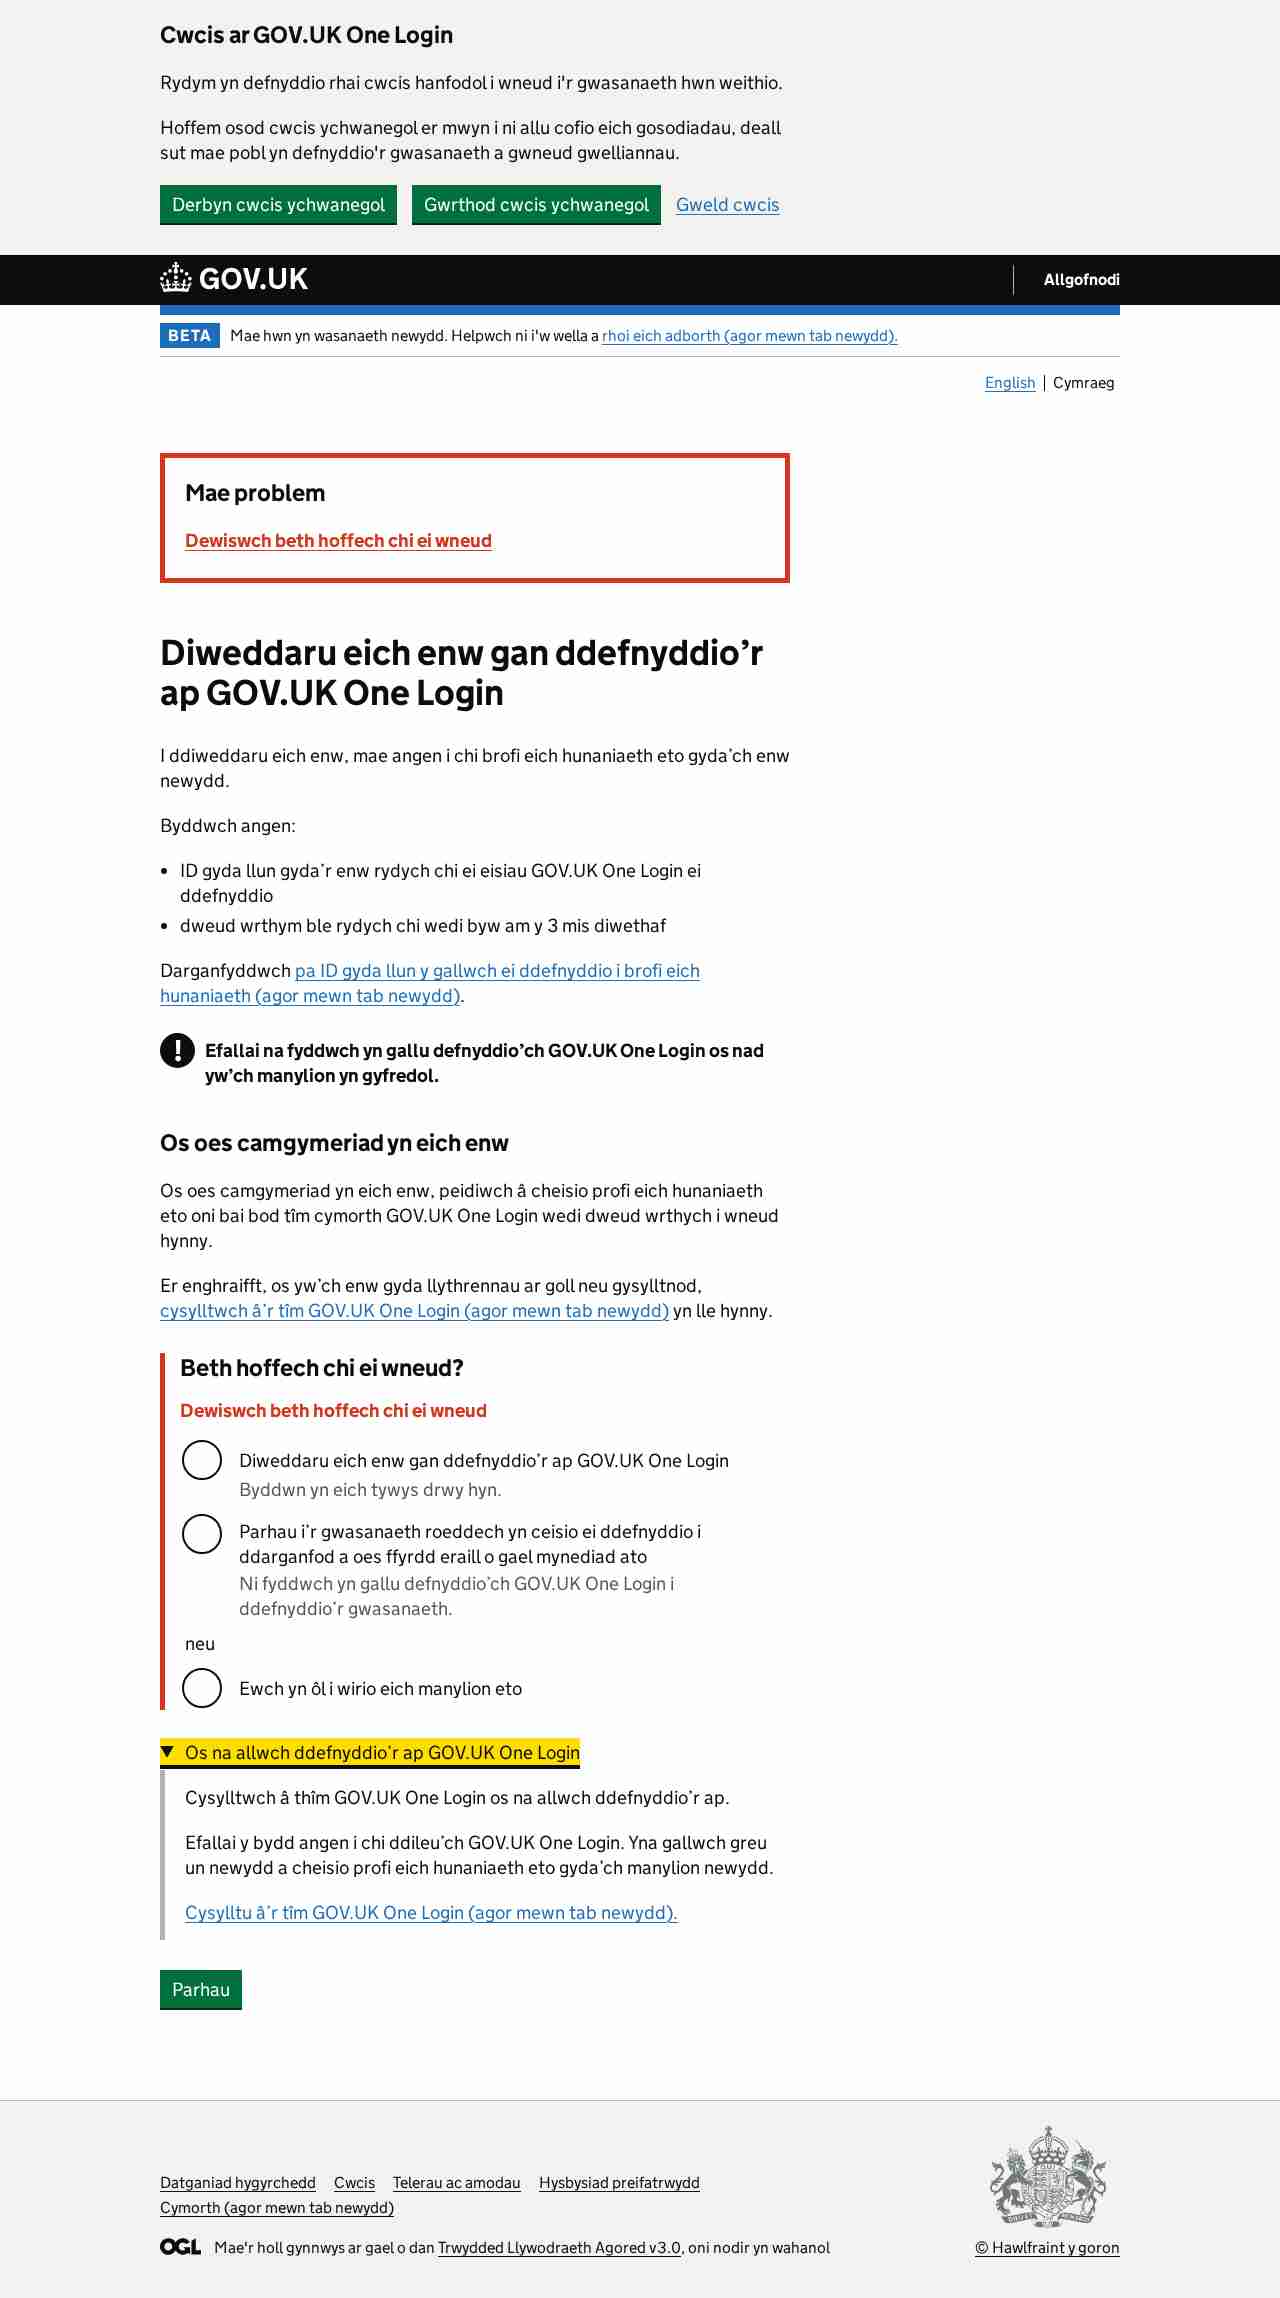 Cwcis ar GOV.UK One Login
Rydym yn defnyddio rhai cwcis hanfodol i wneud i'r gwasanaeth hwn weithio.
Hoffem osod cwcis ychwanegol er mwyn i ni allu cofio eich gosodiadau, deall
sut mae pobl yn defnyddio'r gwasanaeth a gwneud gwelliannau.
Derbyn cwcis ychwanegol Gwrthod cwcis ychwanegol Gweld cwcis
GOV.UK Allgofnodi
BETA Mae hwn yn wasanaeth newydd. Helpwch ni i'w wella a rhoi eich adborth (agor mewn tab newydd).
English | Cymraeg
Mae problem
Dewiswch beth hoffech chi ei wneud
Diweddaru eich enw gan ddefnyddio’r
ap GOV.UK One Login
I ddiweddaru eich enw, mae angen i chi brofi eich hunaniaeth eto gyda’ch enw
newydd.
Byddwch angen:
• ID gyda llun gyda’r enw rydych chi ei eisiau GOV.UK One Login ei
ddefnyddio
• dweud wrthym ble rydych chi wedi byw am y 3 mis diwethaf
Darganfyddwch pa ID gyda llun y gallwch ei ddefnyddio i brofi eich
hunaniaeth (agor mewn tab newydd).
! Efallai na fyddwch yn gallu defnyddio’ch GOV.UK One Login os nad
yw’ch manylion yn gyfredol.
Os oes camgymeriad yn eich enw
Os oes camgymeriad yn eich enw, peidiwch â cheisio profi eich hunaniaeth
eto oni bai bod tîm cymorth GOV.UK One Login wedi dweud wrthych i wneud
hynny.
Er enghraifft, os yw’ch enw gyda llythrennau ar goll neu gysylltnod,
cysylltwch â’r tîm GOV.UK One Login (agor mewn tab newydd) yn lle hynny.
Beth hoffech chi ei wneud?
Dewiswch beth hoffech chi ei wneud
Diweddaru eich enw gan ddefnyddio’r ap GOV.UK One Login
Byddwn yn eich tywys drwy hyn.
Parhau i’r gwasanaeth roeddech yn ceisio ei ddefnyddio i
ddarganfod a oes ffyrdd eraill o gael mynediad ato
Ni fyddwch yn gallu defnyddio’ch GOV.UK One Login i
ddefnyddio’r gwasanaeth.
neu
Ewch yn ôl i wirio eich manylion eto
Os na allwch ddefnyddio’r ap GOV.UK One Login
Cysylltwch â thîm GOV.UK One Login os na allwch ddefnyddio’r ap.
Efallai y bydd angen i chi ddileu’ch GOV.UK One Login. Yna gallwch greu
un newydd a cheisio profi eich hunaniaeth eto gyda’ch manylion newydd.
Cysylltu â’r tîm GOV.UK One Login (agor mewn tab newydd).
Parhau
Datganiad hygyrchedd Cwcis Telerau ac amodau Hysbysiad preifatrwydd
Cymorth (agor mewn tab newydd)
OGL Mae'r holl gynnwys ar gael o dan Trwydded Llywodraeth Agored v3.0, oni nodir yn wahanol
© Hawlfraint y goron